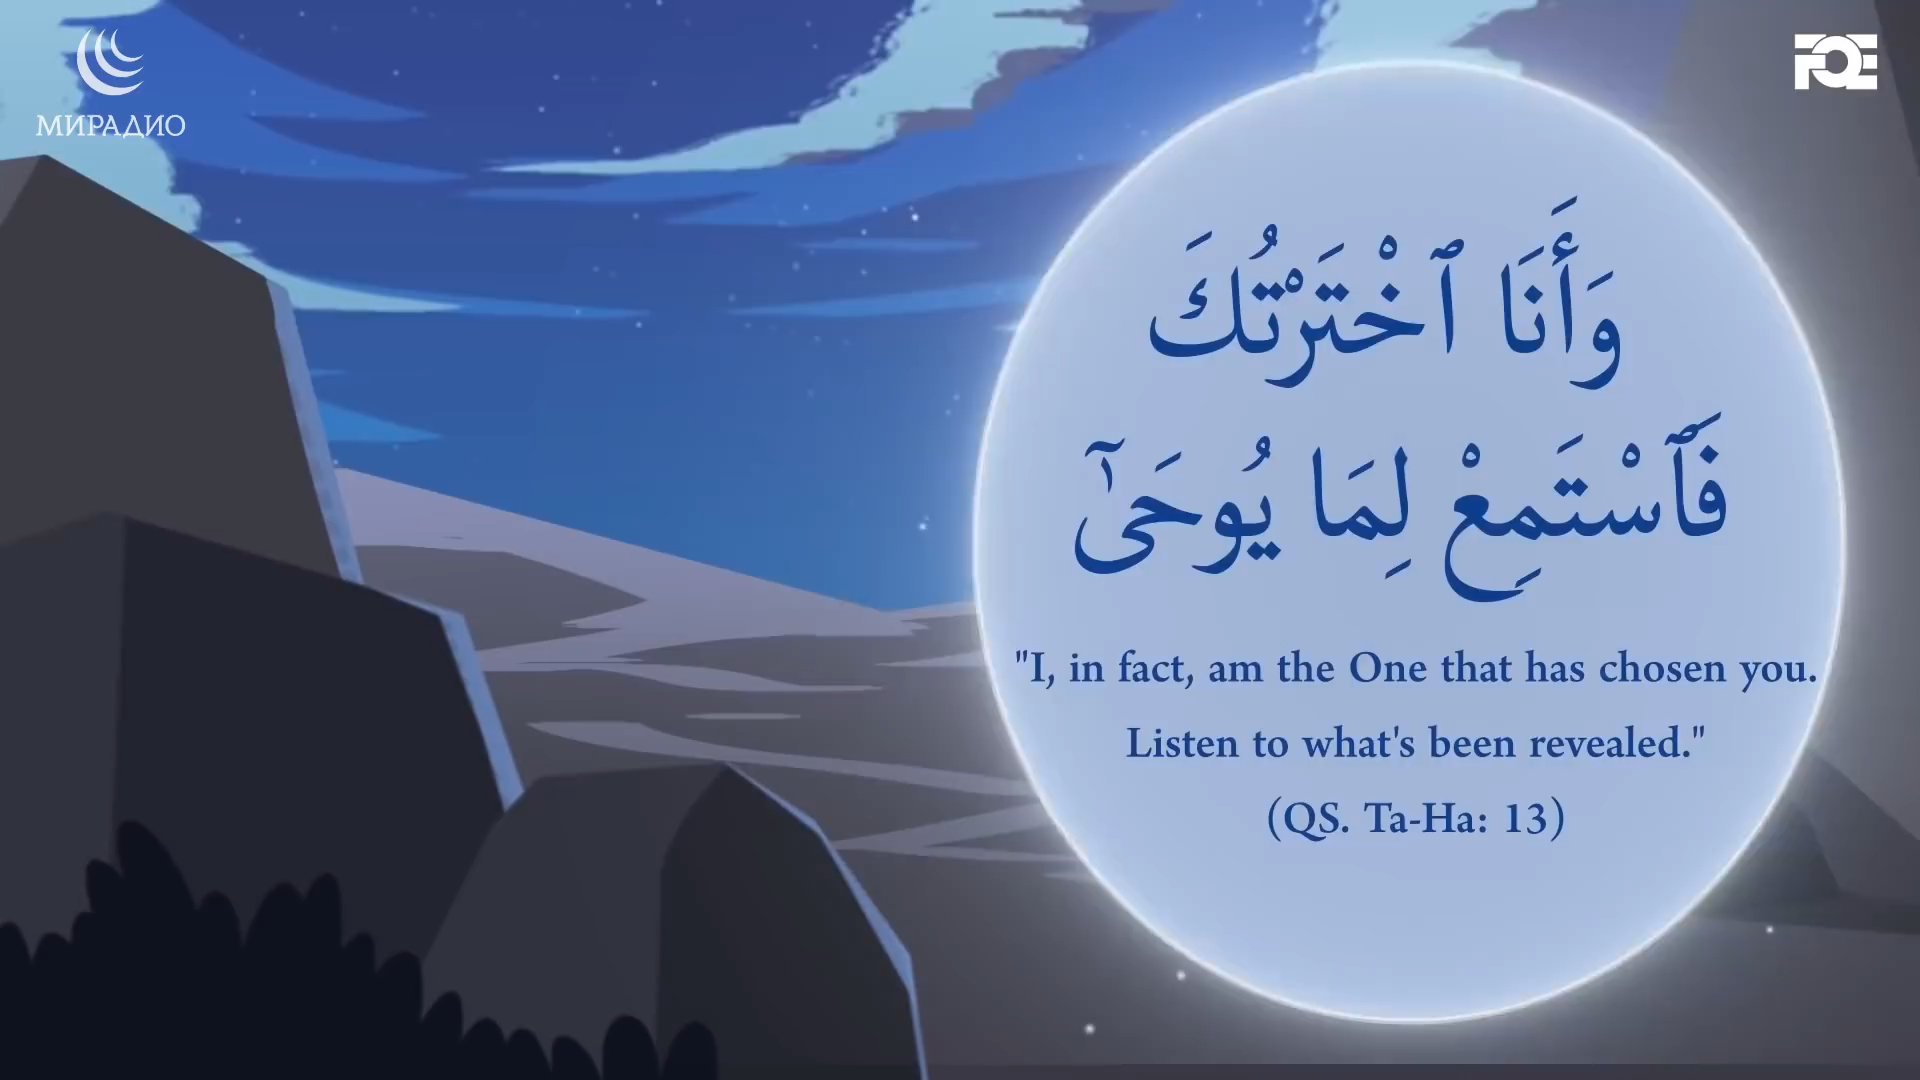 МИРАДИО
FQE
وَأَنَا ٱخْتَرْتُكَ
فَٱسْتَمِعْ لِمَا يُوحَىٰٓ
"I, in fact, am the One that has chosen you.
Listen to what's been revealed."
(QS. Ta-Ha: 13)